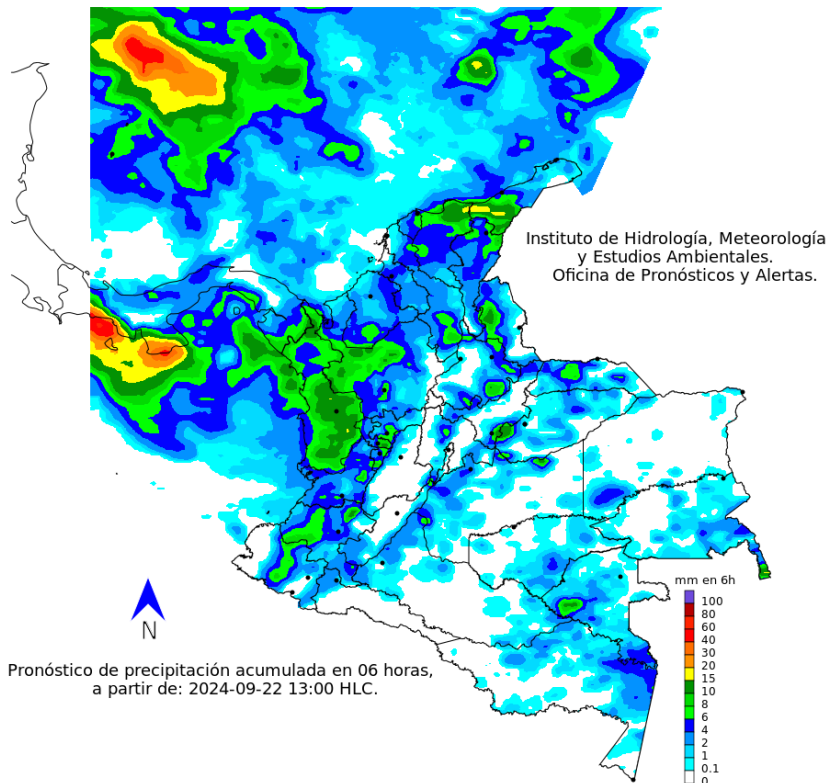 Instituto de Hidrología, Meteorología
y Estudios Ambientales.
Oficina de Pronósticos y Alertas.
mm en 6h
100
80
60
40
30
20
15
10
8
6
4
2
1
0.1
0
N
Pronóstico de precipitación acumulada en 06 horas,
a partir de: 2024-09-22 13:00 HLC.